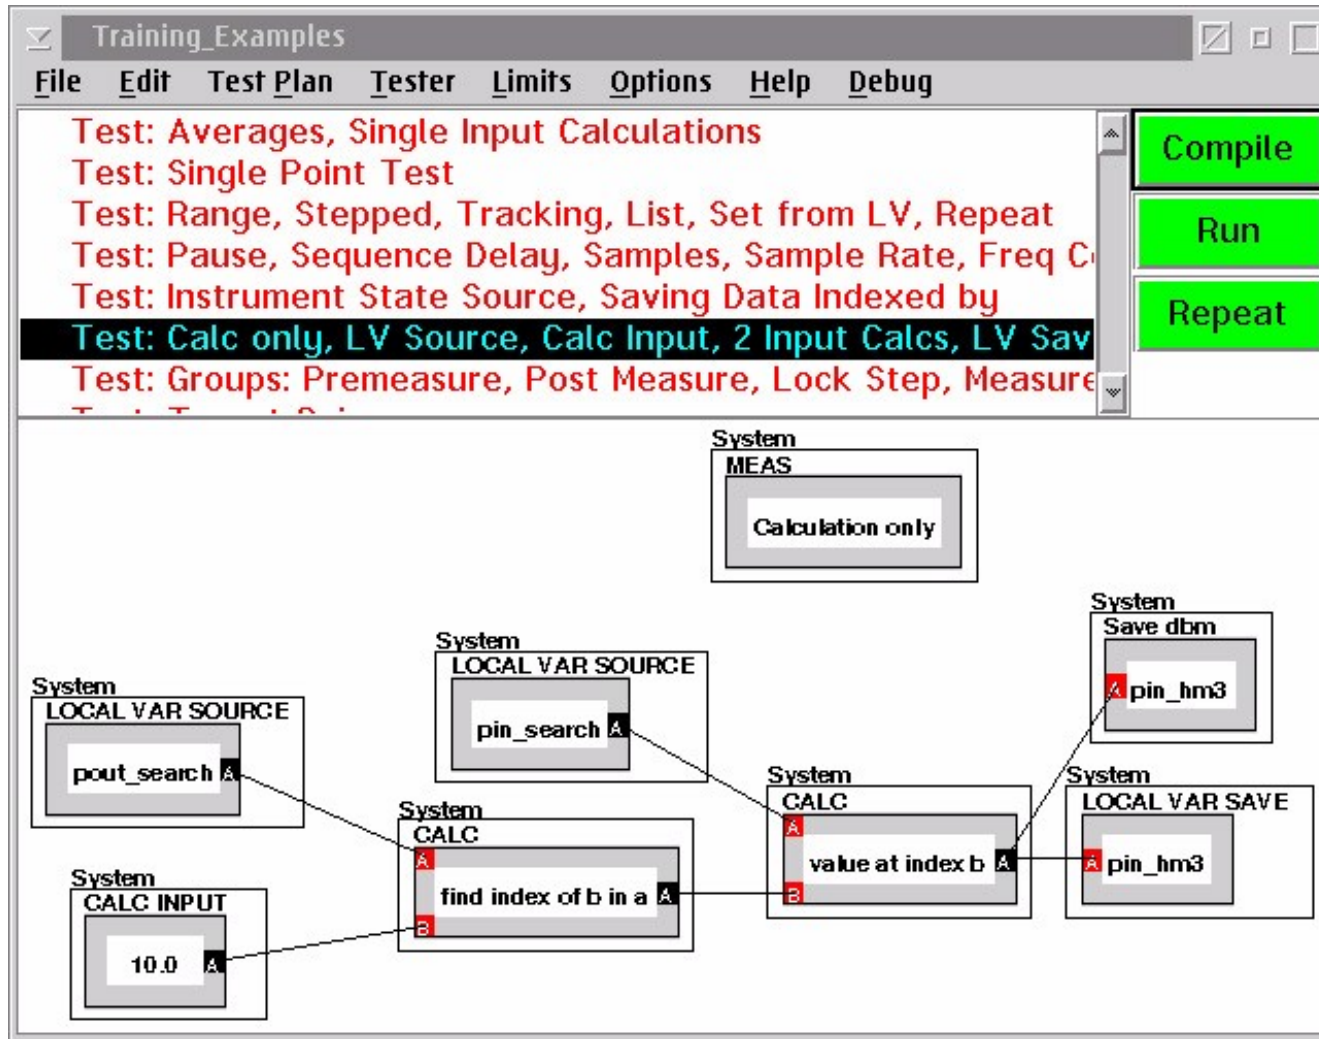 Training_Examples
File Edit Test Plan Tester Limits Options Help Debug
Test: Averages, Single Input Calculations
Test: Single Point Test
Test: Range, Stepped, Tracking, List, Set from LV, Repeat
Test: Pause, Sequence Delay, Samples, Sample Rate, Freq
Test: Instrument State Source, Saving Data Indexed by
Test: Calc only, LV Source, Calc Input, 2 Input Calcs, LV Sav
Test: Groups: Premeasure, Post Measure, Lock Step, Measure
Compile
Run
Repeat
System
MEAS
Calculation only
System
Save dbm
A pin_hm3
System
LOCAL VAR SOURCE
pin_search A
System
LOCAL VAR SOURCE
pout_search A
System
CALC
A
value at index b A
B
System
LOCAL VAR SAVE
A pin_hm3
System
CALC
A
find index of b in a A
B
System
CALC INPUT
10.0 A